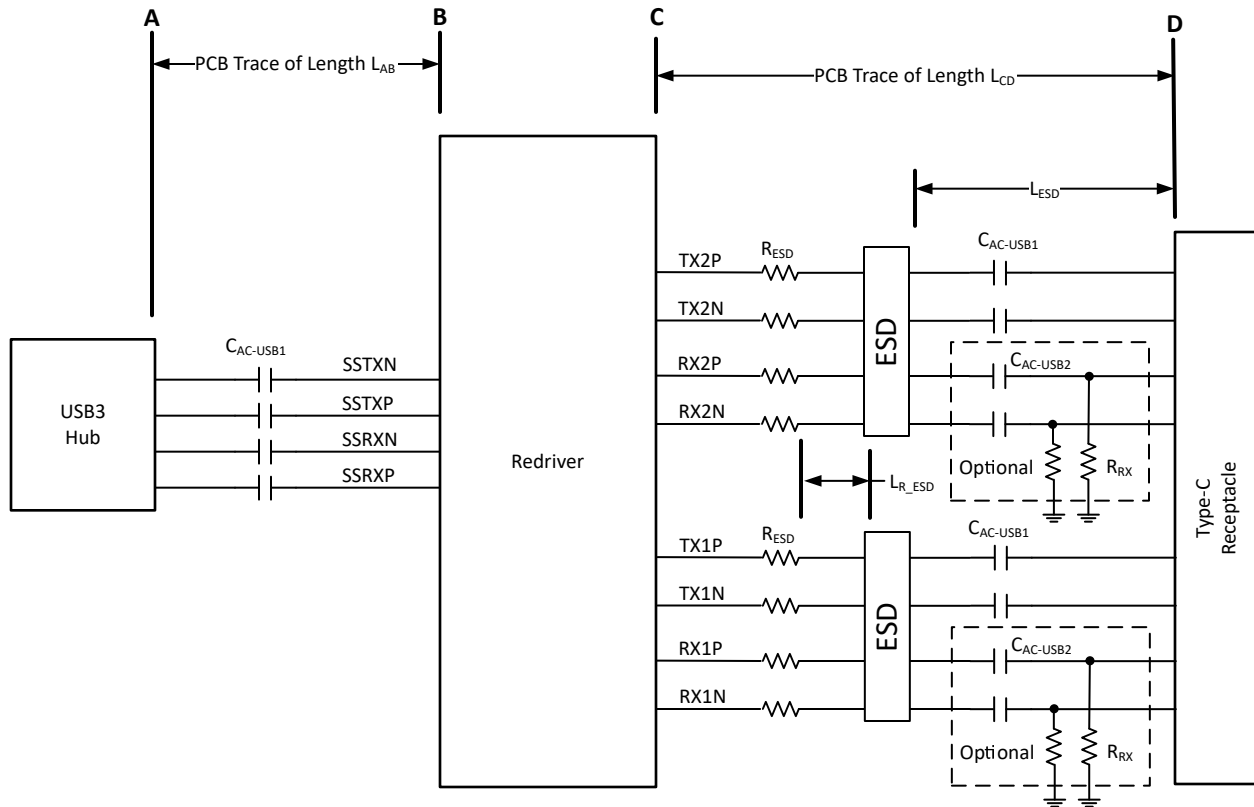 A
B
C
D
PCB Trace of Length LAB
PCB Trace of Length LCD
LESD
USB3
Hub
CAC-USB1
SSTXN
SSTXP
SSRXN
SSRXP
Redriver
TX2P
TX2N
RX2P
RX2N
RESD
ESD
CAC-USB1
CAC-USB2
Optional
RRX
LR_ESD
TX1P
TX1N
RX1P
RX1N
RESD
ESD
CAC-USB1
CAC-USB2
Optional
RRX
Type-C
Receptacle